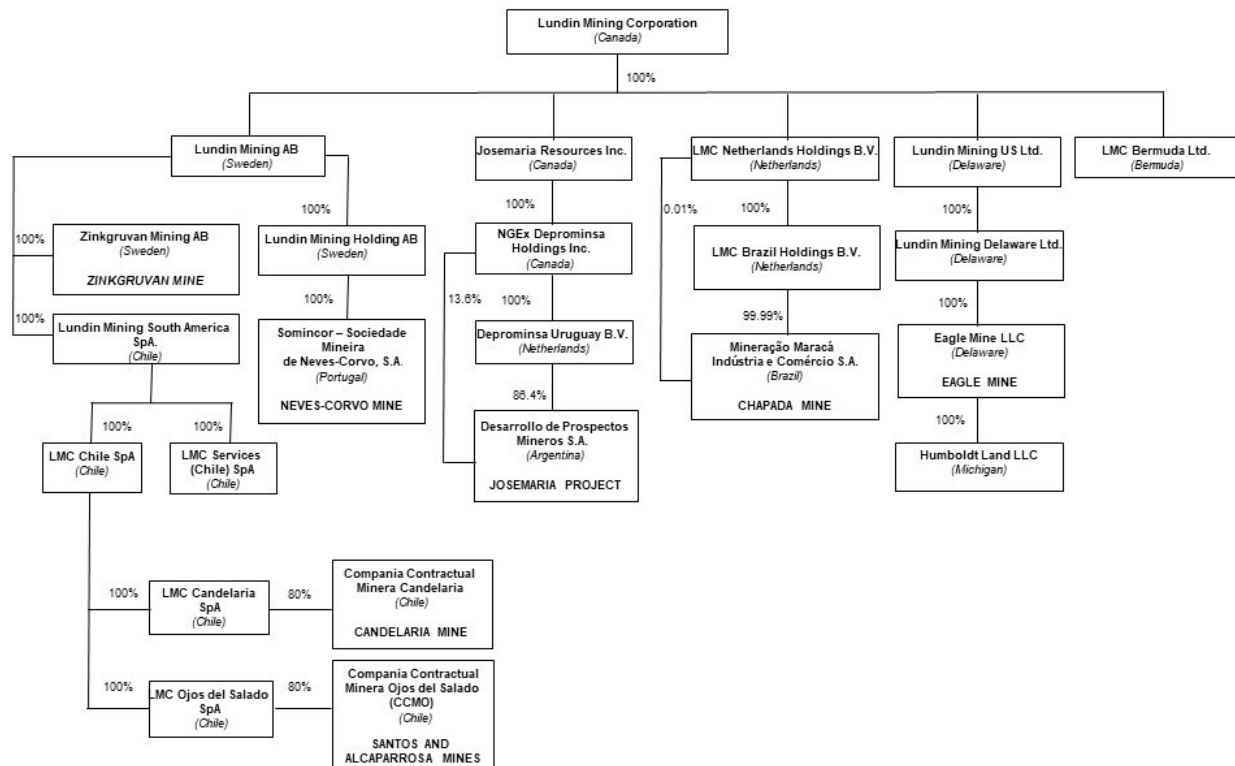 Lundin Mining Corporation
(Canada)
100%
Lundin Mining AB
(Sweden)
Josemaria Resources Inc.
(Canada)
LMC Netherlands Holdings B.V.
(Netherlands)
Lundin Mining US Ltd.
(Delaware)
LMC Bermuda Ltd.
(Bermuda)
100%
100%
0.01%
100%
100%
100%
Zinkgruvan Mining AB
(Sweden)
ZINKGRUVAN MINE
Lundin Mining Holding AB
(Sweden)
NGEx Deprominsa
Holdings Inc.
(Canada)
LMC Brazil Holdings B.V.
(Netherlands)
Lundin Mining Delaware Ltd.
(Delaware)
100%
100%
13.6%
100%
99.99%
100%
Lundin Mining South America
SpA.
(Chile)
Somincor – Sociedade
Mineira
de Neves-Corvo, S.A.
(Portugal)
NEVES-CORVO MINE
Deprominsa Uruguay B.V.
(Netherlands)
Mineração Maracá
Indústria e Comércio S.A.
(Brazil)
CHAPADA MINE
Eagle Mine LLC
(Delaware)
EAGLE MINE
86.4%
100%
100%
100%
LMC Chile SpA
(Chile)
LMC Services
(Chile) SpA
(Chile)
Desarrollo de Prospectos
Mineros S.A.
(Argentina)
JOSEMARIA PROJECT
Humboldt Land LLC
(Michigan)
100%
LMC Candelaria
SpA
(Chile)
80%
Compania Contractual
Minera Candelaria
(Chile)
CANDELARIA MINE
100%
LMC Ojos del Salado
SpA
(Chile)
80%
Compania Contractual
Minera Ojos del Salado
(CCMO)
(Chile)
SANTOS AND
ALCAPARROSA MINES